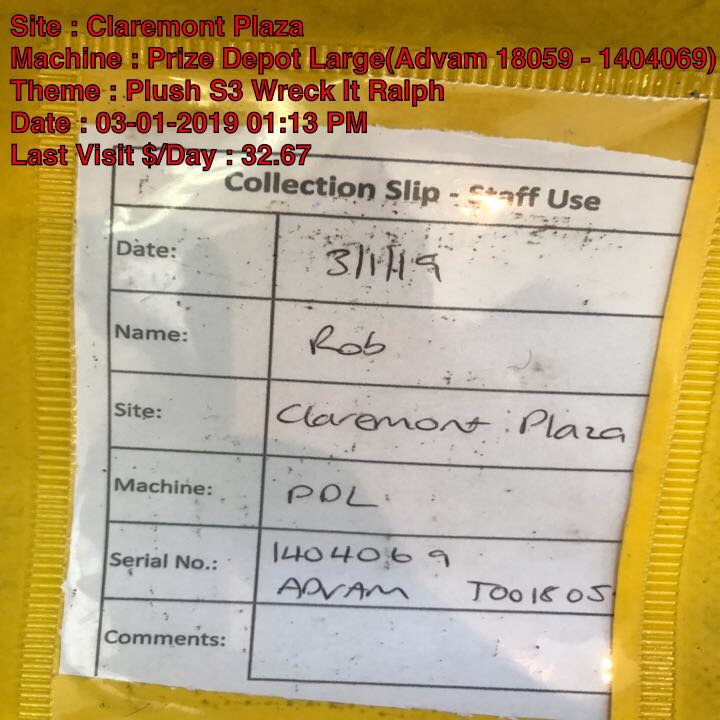 Site : Claremont Plaza
Machine : Prize Depot Large(Advam 18059 - 1404069)
Theme : Plush S3 Wreck It Ralph
Date : 03-01-2019 01:13 PM
Last Visit $/Day : 32.67
Collection Slip - Staff Use
Date: 3/1/19
Name: Rob
Site: Claremont Plaza
Machine: PDL
Serial No.: 1404069
ADVAM T001805
Comments: